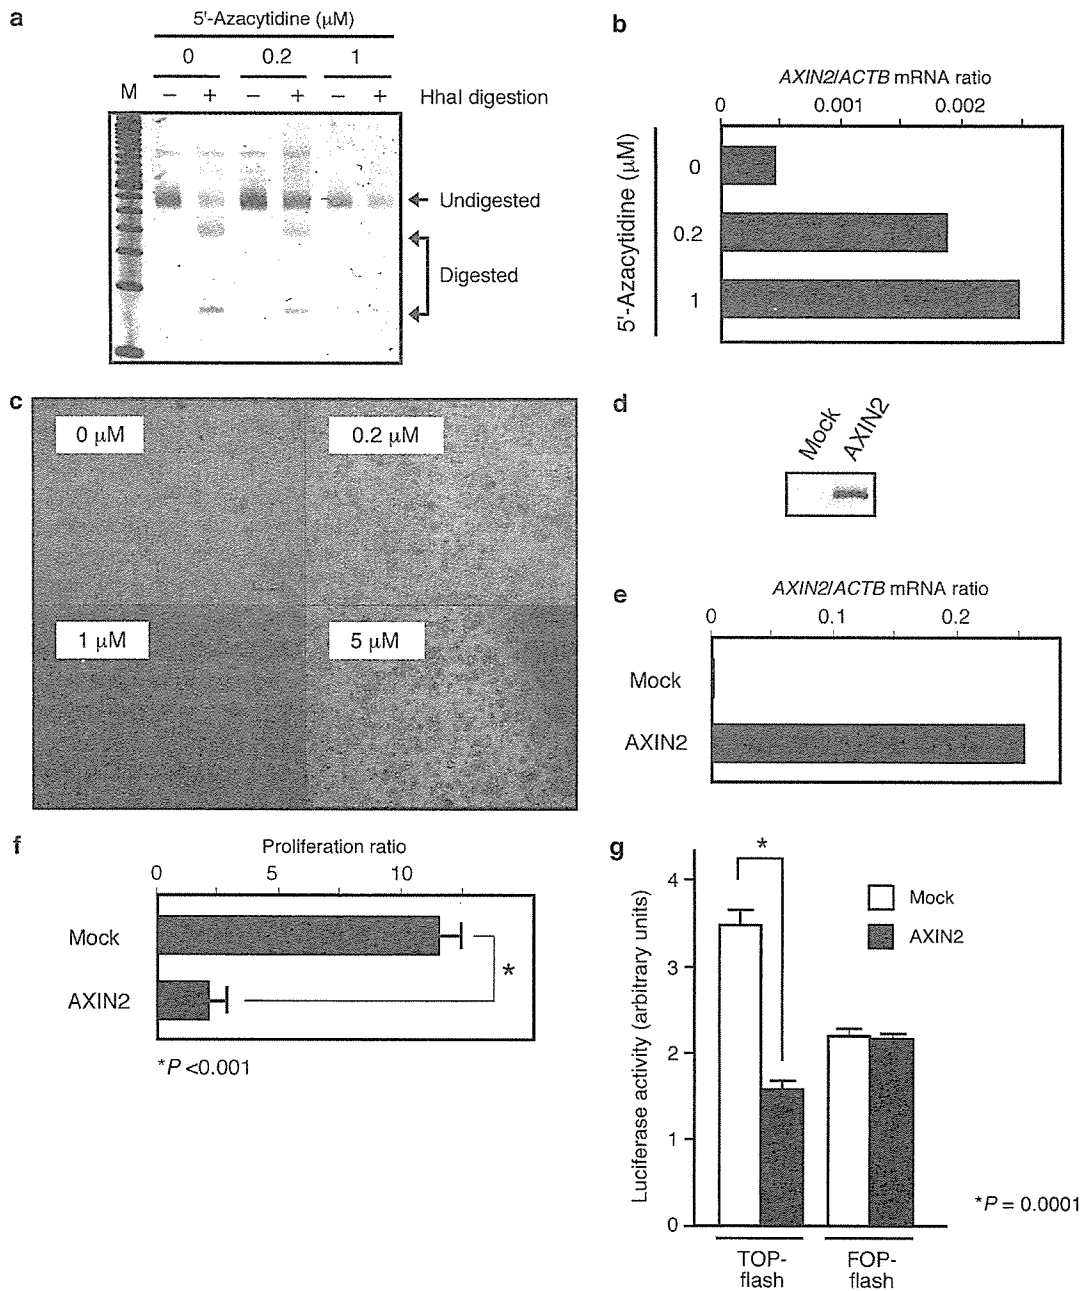 a
5'-Azacytidine (μM)
0 0.2 1
M − + − + − + HhaI digestion
Undigested
Digested
b
AXIN2/ACTB mRNA ratio
0 0.001 0.002
5'-Azacytidine (μM)
0
0.2
1
c
0 μM
0.2 μM
1 μM
5 μM
d
Mock
AXIN2
e
AXIN2/ACTB mRNA ratio
0 0.1 0.2
Mock
AXIN2
f
Proliferation ratio
0 5 10
Mock
AXIN2
*
*P <0.001
g
Luciferase activity (arbitrary units)
4
3
2
1
0
*
Mock
AXIN2
*P = 0.0001
TOP-
flash
FOP-
flash